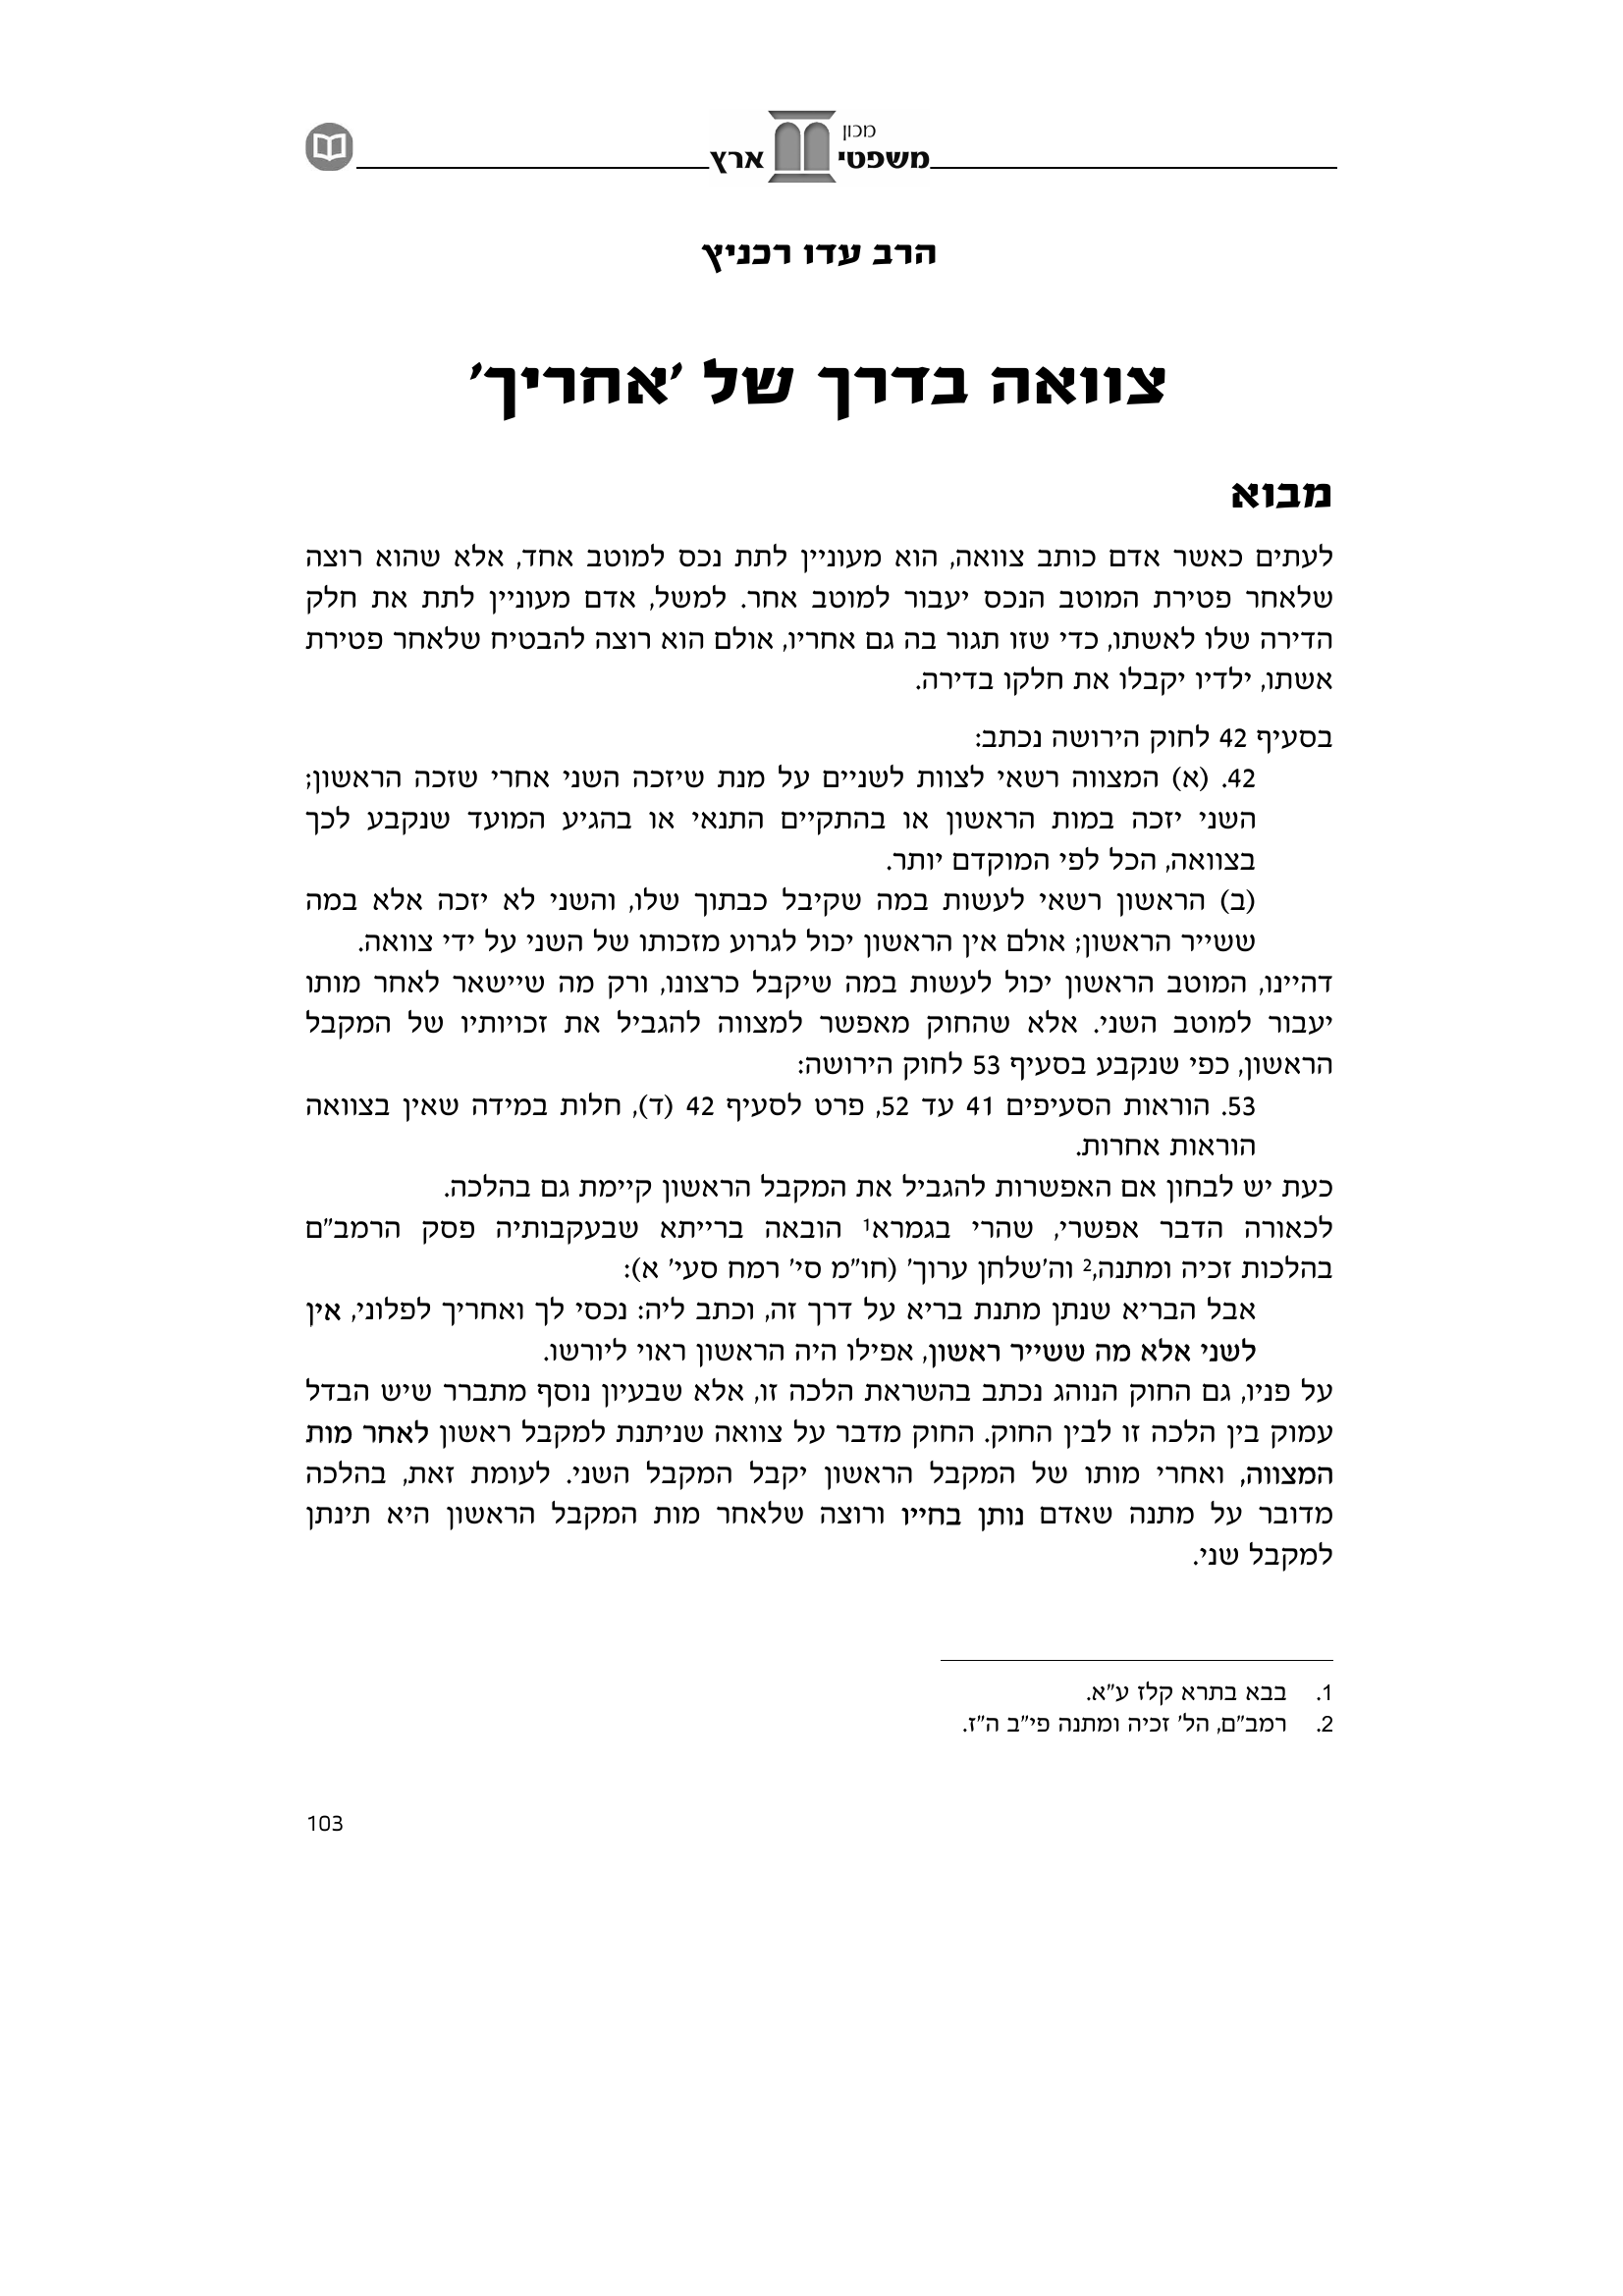 מכון
משפטי ארץ
הרב עדו רכניץ
צוואה בדרך של 'אחריך'
מבוא
לעתים כאשר אדם כותב צוואה, הוא מעוניין לתת נכס למוטב אחד, אלא שהוא רוצה
שלאחר פטירת המוטב הנכס יעבור למוטב אחר. למשל, אדם מעוניין לתת את חלק
הדירה שלו לאשתו, כדי שזו תגור בה גם אחריו, אולם הוא רוצה להבטיח שלאחר פטירת
אשתו, ילדיו יקבלו את חלקו בדירה.
בסעיף 42 לחוק הירושה נכתב:
42. (א) המצווה רשאי לצוות לשניים על מנת שיזכה השני אחרי שזכה הראשון;
השני יזכה במות הראשון או בהתקיים התנאי או בהגיע המועד שנקבע לכך
בצוואה, הכל לפי המוקדם יותר.
(ב) הראשון רשאי לעשות במה שקיבל כבתוך שלו, והשני לא יזכה אלא במה
ששייר הראשון; אולם אין הראשון יכול לגרוע מזכותו של השני על ידי צוואה.
דהיינו, המוטב הראשון יכול לעשות במה שיקבל כרצונו, ורק מה שיישאר לאחר מותו
יעבור למוטב השני. אלא שהחוק מאפשר למצווה להגביל את זכויותיו של המקבל
הראשון, כפי שנקבע בסעיף 53 לחוק הירושה:
53. הוראות הסעיפים 41 עד 52, פרט לסעיף 42 (ד), חלות במידה שאין בצוואה
הוראות אחרות.
כעת יש לבחון אם האפשרות להגביל את המקבל הראשון קיימת גם בהלכה.
לכאורה הדבר אפשרי, שהרי בגמרא1 הובאה ברייתא שבעקבותיה פסק הרמב"ם
בהלכות זכיה ומתנה,2 וה'שלחן ערוך' (חו"מ סי' רמח סעי' א):
אבל הבריא שנתן מתנת בריא על דרך זה, וכתב ליה: נכסי לך ואחריך לפלוני, אין
לשני אלא מה ששייר ראשון, אפילו היה הראשון ראוי ליורשו.
על פניו, גם החוק הנוהג נכתב בהשראת הלכה זו, אלא שבעיון נוסף מתברר שיש הבדל
עמוק בין הלכה זו לבין החוק. החוק מדבר על צוואה שניתנת למקבל ראשון לאחר מות
המצווה, ואחרי מותו של המקבל הראשון יקבל המקבל השני. לעומת זאת, בהלכה
מדובר על מתנה שאדם נותן בחייו ורוצה שלאחר מות המקבל הראשון היא תינתן
למקבל שני.
1. בבא בתרא קלז ע"א.
2. רמב"ם, הל' זכיה ומתנה פי"ב ה"ז.
103